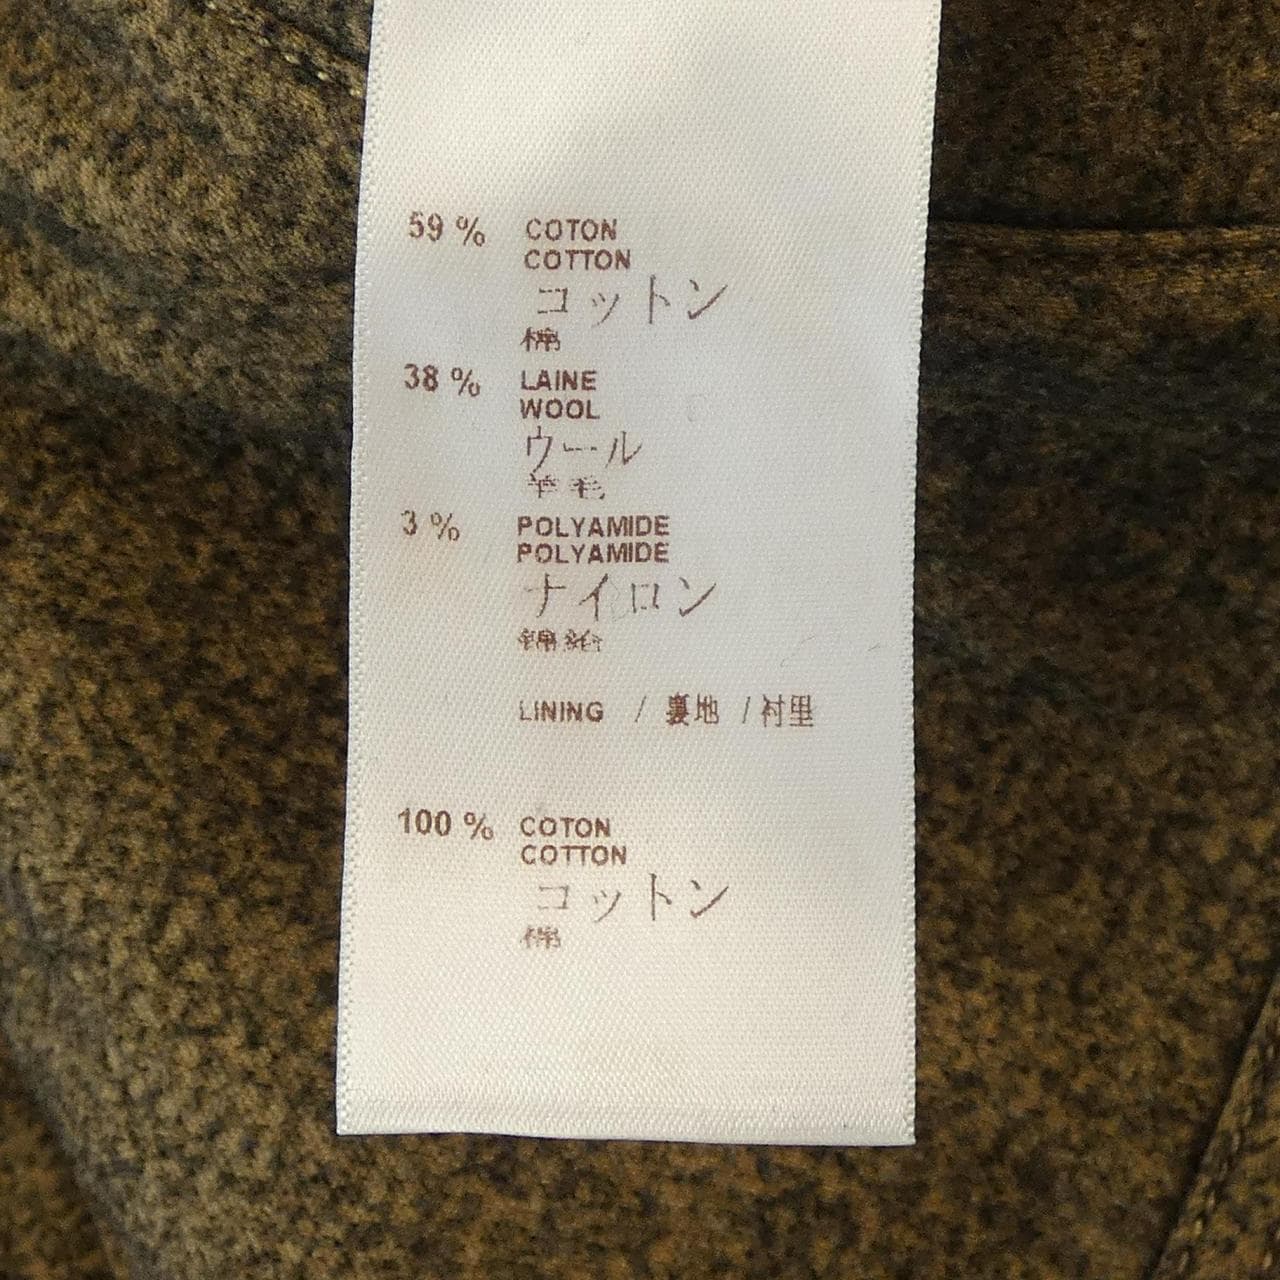 59 % COTON
COTTON
コットン
棉
38 % LAINE
WOOL
ウール
羊毛
3 % POLYAMIDE
POLYAMIDE
ナイロン
锦纶
LINING / 裏地 / 衬里
100 % COTON
COTTON
コットン
棉